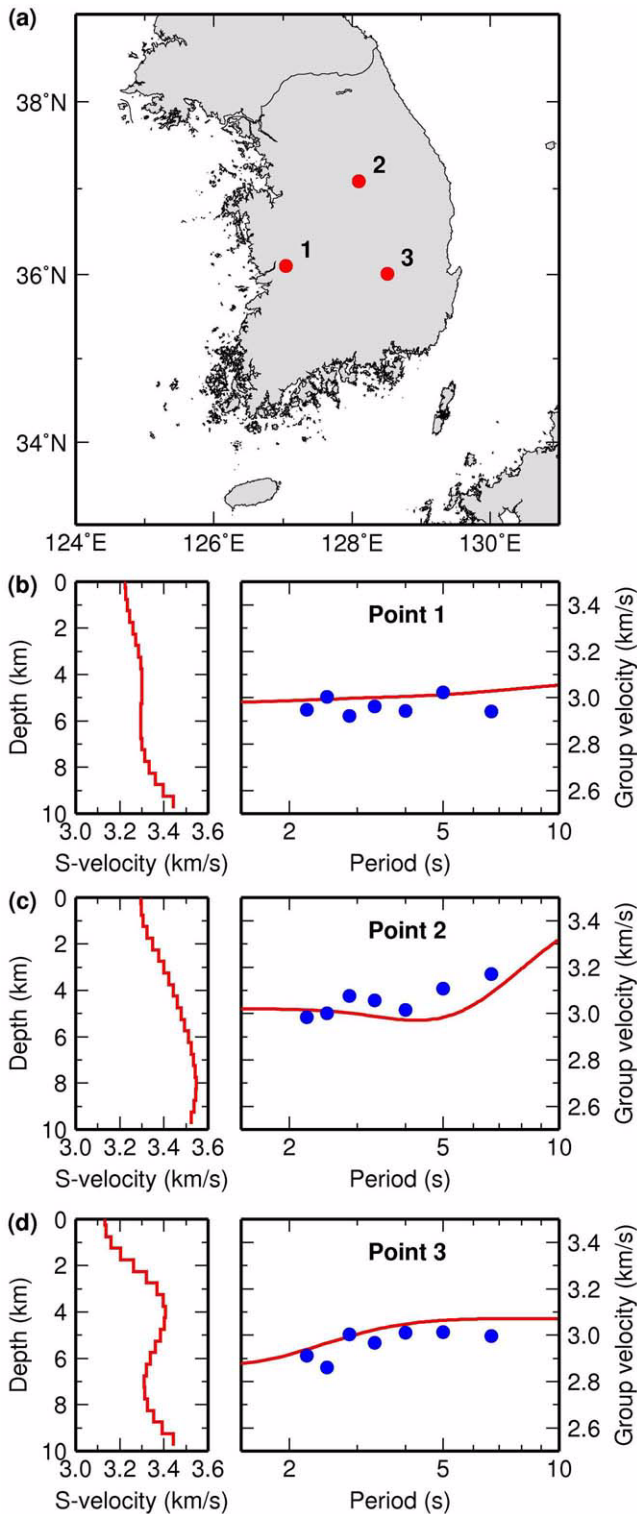 (a)
38°N
36°N
34°N
2
1
3
124°E 126°E 128°E 130°E
(b)
Depth (km)
0
2
4
6
8
10
3.0 3.2 3.4 3.6
S-velocity (km/s)
Point 1
2 5 10
Period (s)
3.4
3.2
3.0
2.8
2.6
Group velocity (km/s)
(c)
Depth (km)
0
2
4
6
8
10
3.0 3.2 3.4 3.6
S-velocity (km/s)
Point 2
2 5 10
Period (s)
3.4
3.2
3.0
2.8
2.6
Group velocity (km/s)
(d)
Depth (km)
0
2
4
6
8
10
3.0 3.2 3.4 3.6
S-velocity (km/s)
Point 3
2 5 10
Period (s)
3.4
3.2
3.0
2.8
2.6
Group velocity (km/s)